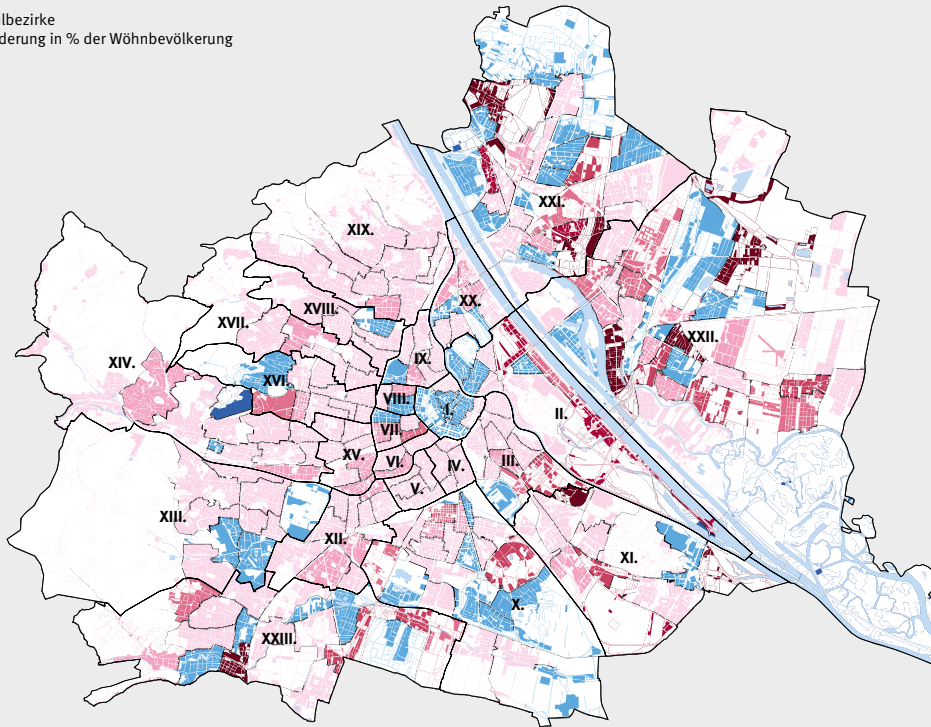 lbezirke
derung in % der Wöhnbevölkerung
XXI.
XIX.
XX.
XVIII.
XVII.
XXII.
IX.
XIV.
XVI.
VIII.
I.
II.
VII.
XV.
VI.
IV.
III.
V.
XIII.
XII.
XI.
X.
XXIII.